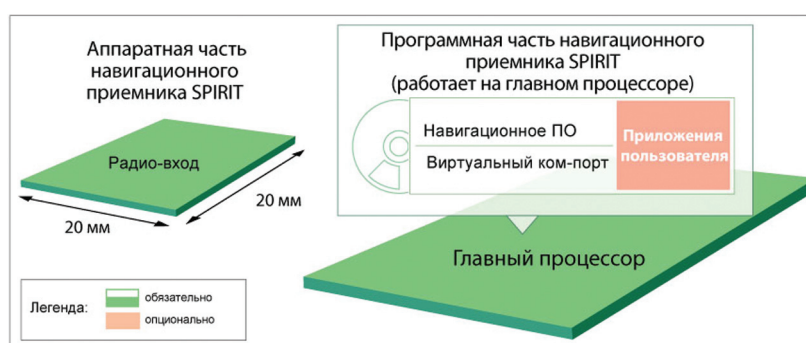 Аппаратная часть
навигационного
приемника SPIRIT
Радио-вход
20 мм
20 мм
Легенда:
обязательно
опционально
Программная часть навигационного
приемника SPIRIT
(работает на главном процессоре)
Навигационное ПО
Виртуальный ком-порт
Приложения
пользователя
Главный процессор